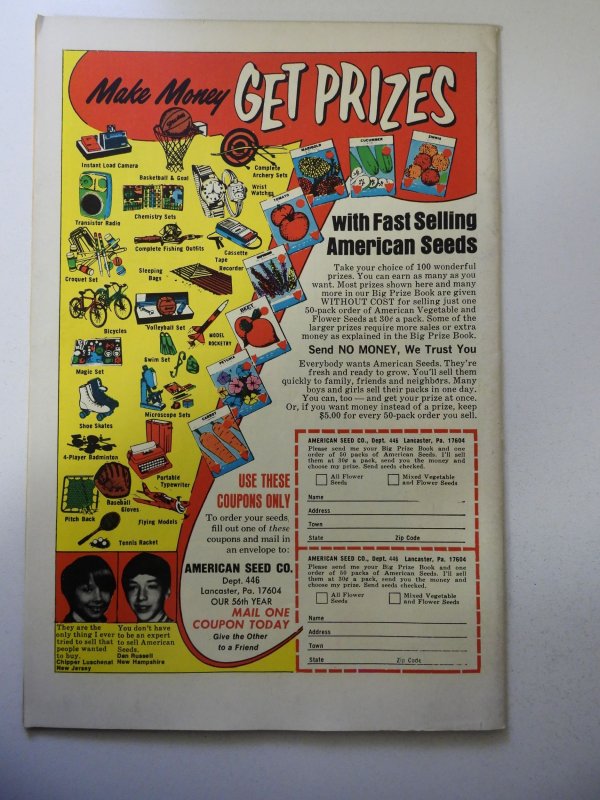 Make Money GET PRIZES
Instant Load Camera
Basketball & Goal
Complete
Archery Sets
Wrist
Watches
Transistor Radio
Chemistry Sets
Complete Fishing Outfits
Cassette
Tape
Recorder
Croquet Set
Sleeping
Bags
Bicycles
Volleyball Set
MODEL
ROCKETRY
Swim Set
Magic Set
Microscope Sets
Shoe Skates
4-Player Badminton
Portable
Typewriter
Baseball
Gloves
Pitch Back
Flying Models
Tennis Racket
MARIGOLD
CUCUMBER
ZINNIA
TOMATO
BEET
PETUNIA
CARROT
with Fast Selling
American Seeds
Take your choice of 100 wonderful
prizes. You can earn as many as you
want. Most prizes shown here and many
more in our Big Prize Book are given
WITHOUT COST for selling just one
50-pack order of American Vegetable and
Flower Seeds at 30¢ a pack. Some of the
larger prizes require more sales or extra
money as explained in the Big Prize Book.
Send NO MONEY, We Trust You
Everybody wants American Seeds. They're
fresh and ready to grow. You'll sell them
quickly to family, friends and neighbors. Many
boys and girls sell their packs in one day.
You can, too — and get your prize at once.
Or, if you want money instead of a prize, keep
$5.00 for every 50-pack order you sell.
USE THESE
COUPONS ONLY
To order your seeds,
fill out one of these
coupons and mail in
an envelope to:
AMERICAN SEED CO.
Dept. 446
Lancaster, Pa. 17604
OUR 56th YEAR
MAIL ONE
COUPON TODAY
Give the Other
to a Friend
They are the
only thing I ever
tried to sell that
people wanted
to buy.
Chipper Luschenat
New Jersey
You don't have
to be an expert
to sell American
Seeds.
Dan Russell
New Hampshire
AMERICAN SEED CO., Dept. 446 Lancaster, Pa. 17604
Please send me your Big Prize Book and one
order of 50 packs of American Seeds. I'll sell
them at 30¢ a pack, send you the money and
choose my prize. Send seeds checked.
All Flower
Seeds
Mixed Vegetable
and Flower Seeds
Name
Address
Town
State Zip Code
AMERICAN SEED CO., Dept. 446 Lancaster, Pa. 17604
Please send me your Big Prize Book and one
order of 50 packs of American Seeds. I'll sell
them at 30¢ a pack, send you the money and
choose my prize. Send seeds checked.
All Flower
Seeds
Mixed Vegetable
and Flower Seeds
Name
Address
Town
State Zip Code